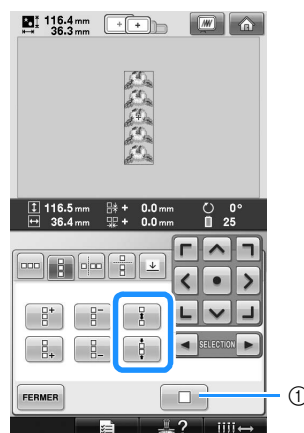 116.4 mm
36.3 mm
116.5 mm + 0.0 mm 0°
36.4 mm + 0.0 mm 25
SELECTION
FERMER
①
?